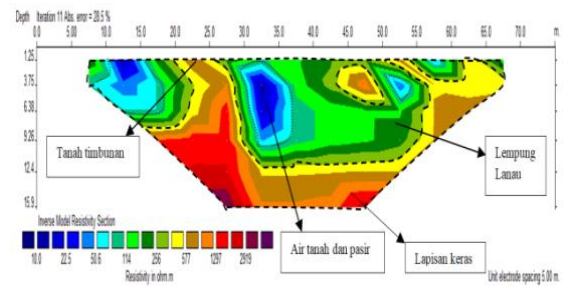 Depth Iteration 11 Abs. error = 28.5 %
0.0 10.0 15.0 20.0 25.0 30.0 35.0 40.0 45.0 50.0 55.0 60.0 65.0 70.0 m.
1.25
3.75
6.38
9.26
12.4
15.9
Tanah timbunan
Lempung
Lanau
Air tanah dan pasir
Lapisan keras
Inverse Model Resistivity Section
10.0 22.5 50.6 114 256 577 1297 2919
Resistivity in ohm.m
Unit electrode spacing 5.00 m.